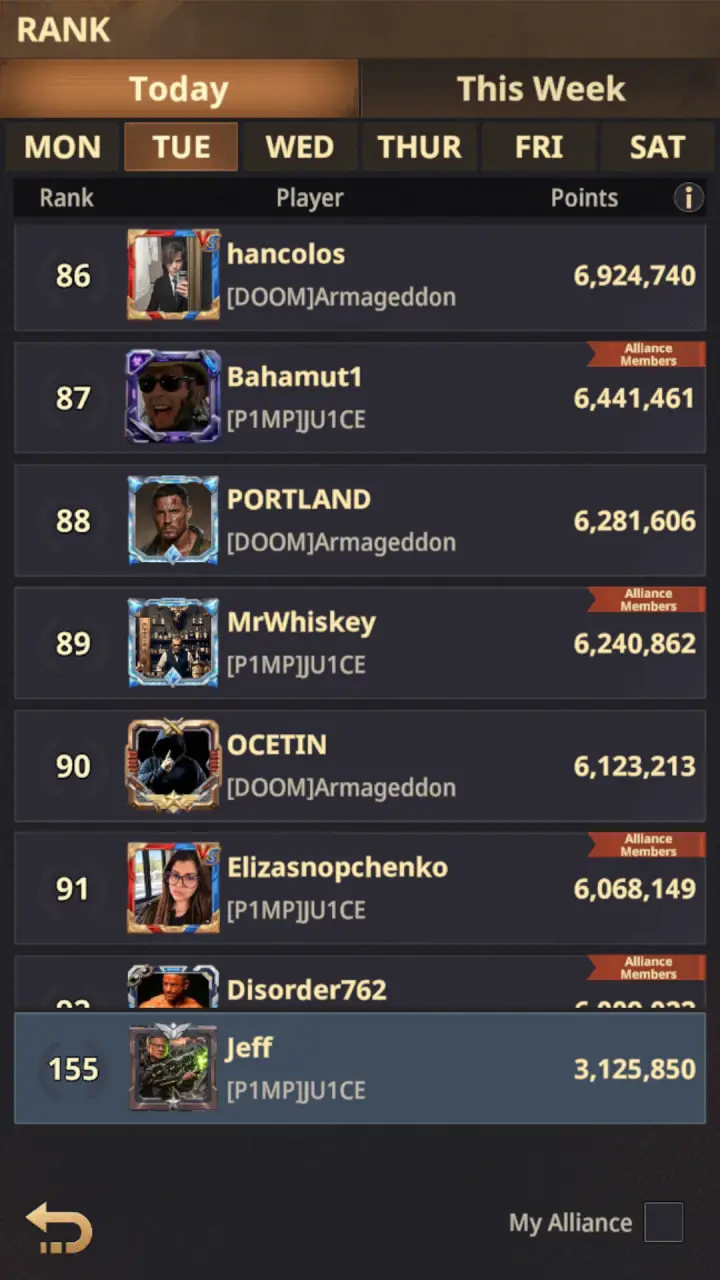 RANK
Today
This Week
MON TUE WED THUR FRI SAT
Rank Player Points
86 hancolos 6,924,740
[DOOM]Armageddon
Alliance
Members
87 Bahamut1 6,441,461
[P1MP]JU1CE
88 PORTLAND 6,281,606
[DOOM]Armageddon
Alliance
Members
89 MrWhiskey 6,240,862
[P1MP]JU1CE
90 OCETIN 6,123,213
[DOOM]Armageddon
Alliance
Members
91 Elizasnopchenko 6,068,149
[P1MP]JU1CE
Alliance
Members
Disorder762
155 Jeff 3,125,850
[P1MP]JU1CE
My Alliance